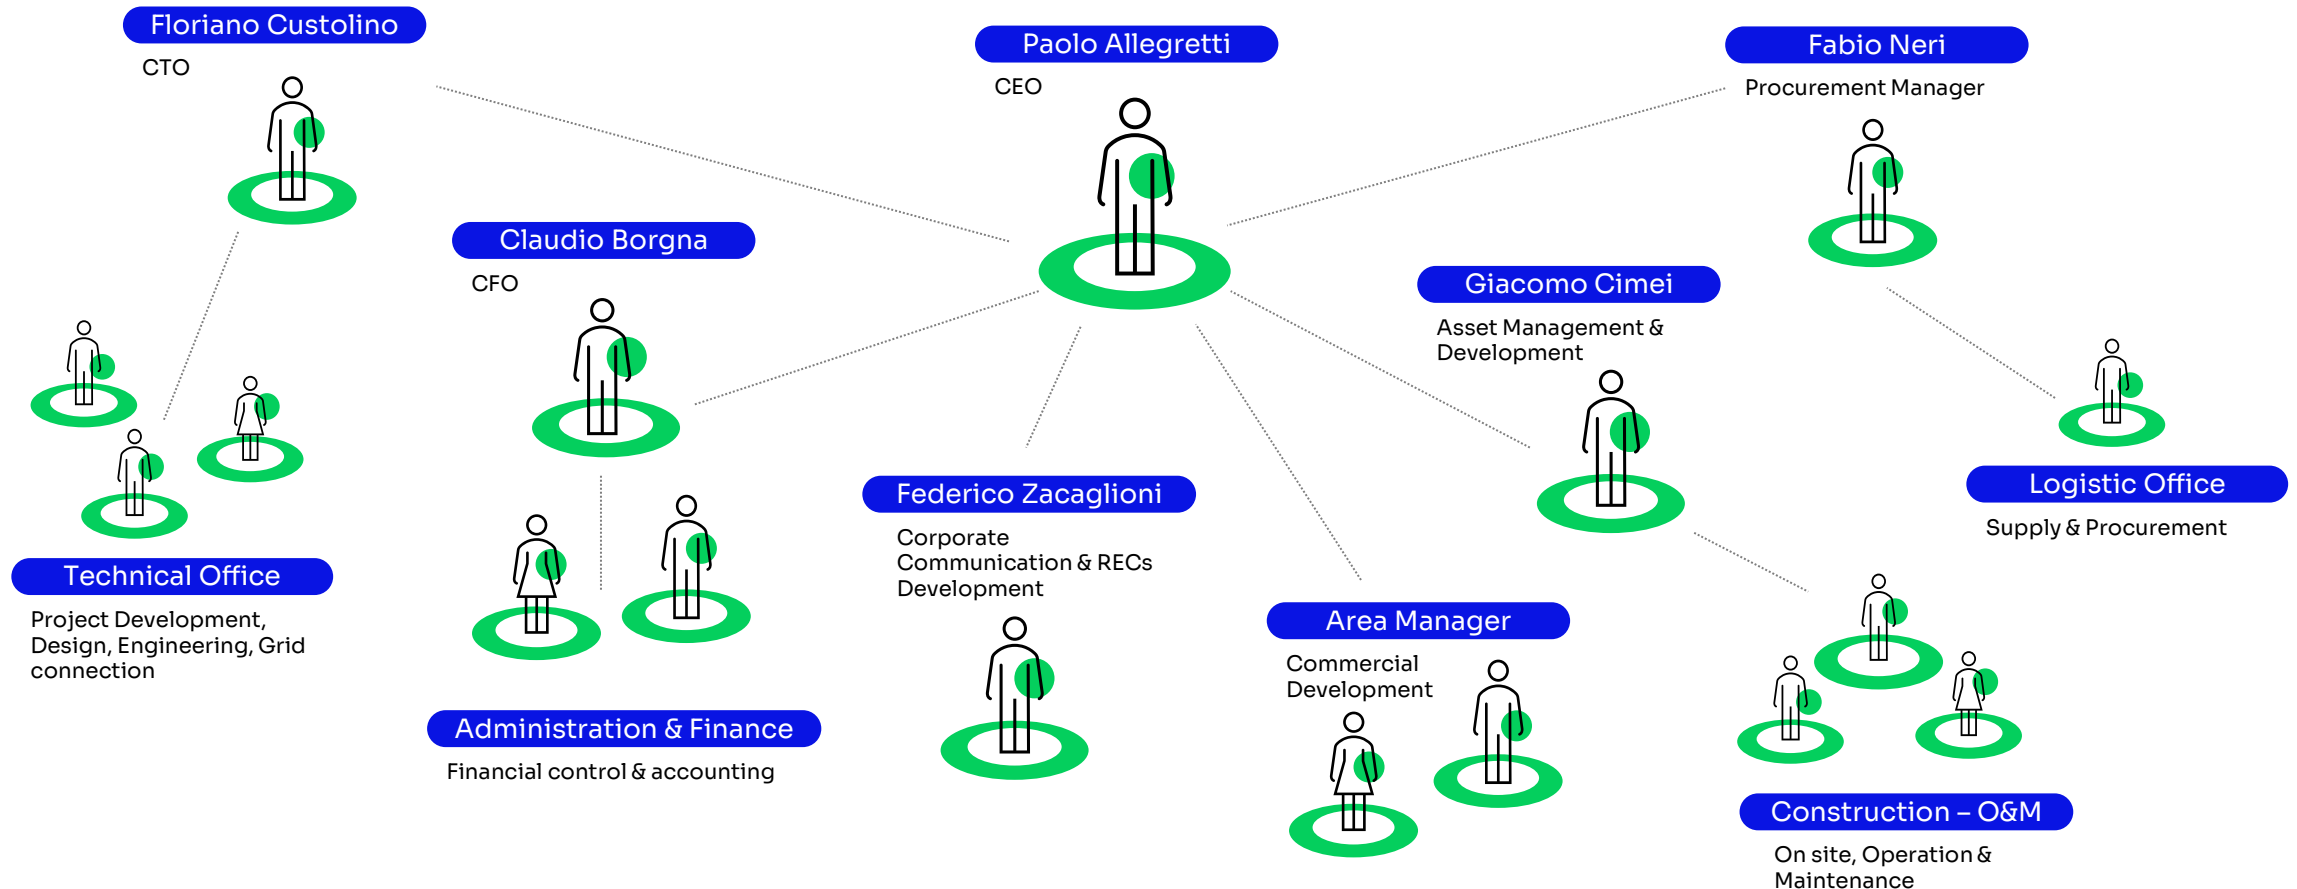 Floriano Custolino
CTO
Paolo Allegretti
CEO
Fabio Neri
Procurement Manager
Claudio Borgna
CFO
Giacomo Cimei
Asset Management &
Development
Federico Zacaglioni
Corporate
Communication & RECs
Development
Logistic Office
Supply & Procurement
Technical Office
Project Development,
Design, Engineering, Grid
connection
Area Manager
Commercial
Development
Administration & Finance
Financial control & accounting
Construction – O&M
On site, Operation &
Maintenance